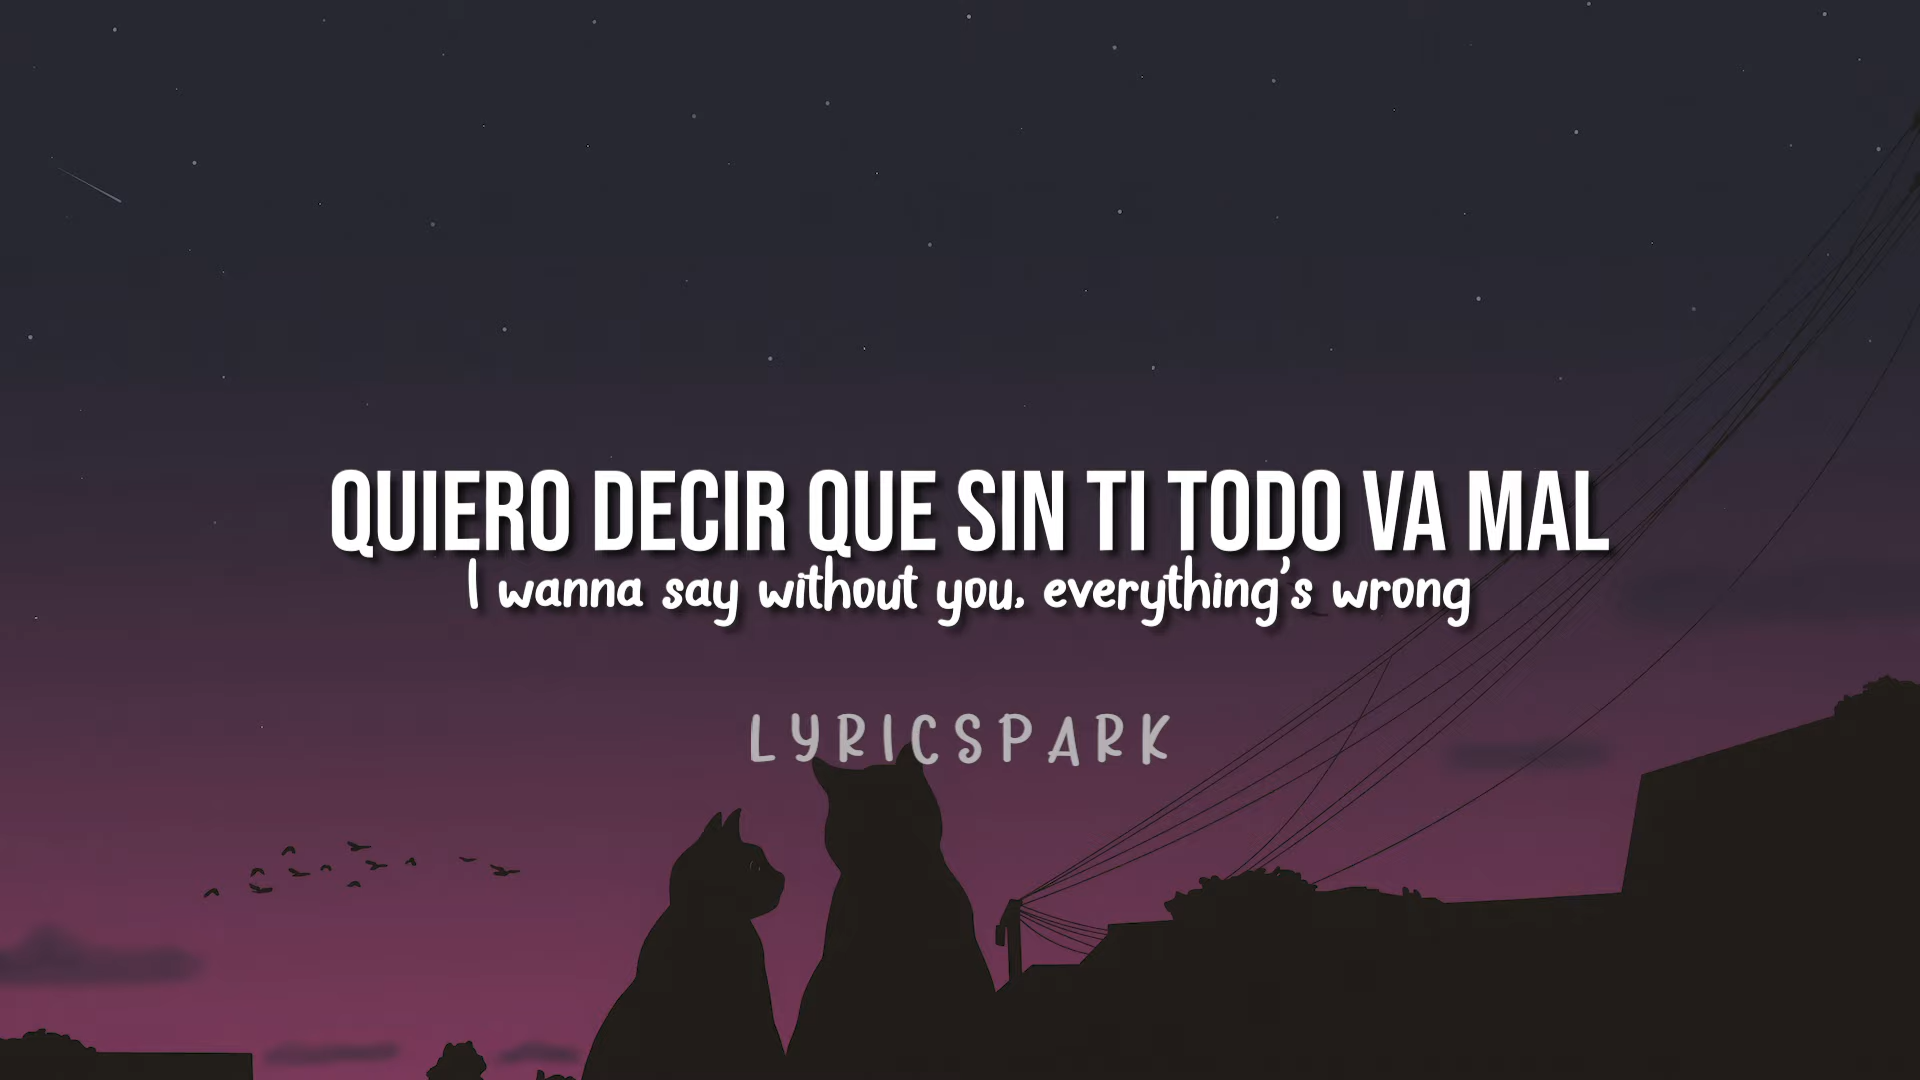 QUIERO DECIR QUE SIN TI TODO VA MAL
I wanna say without you, everything's wrong
LYRICSPARK